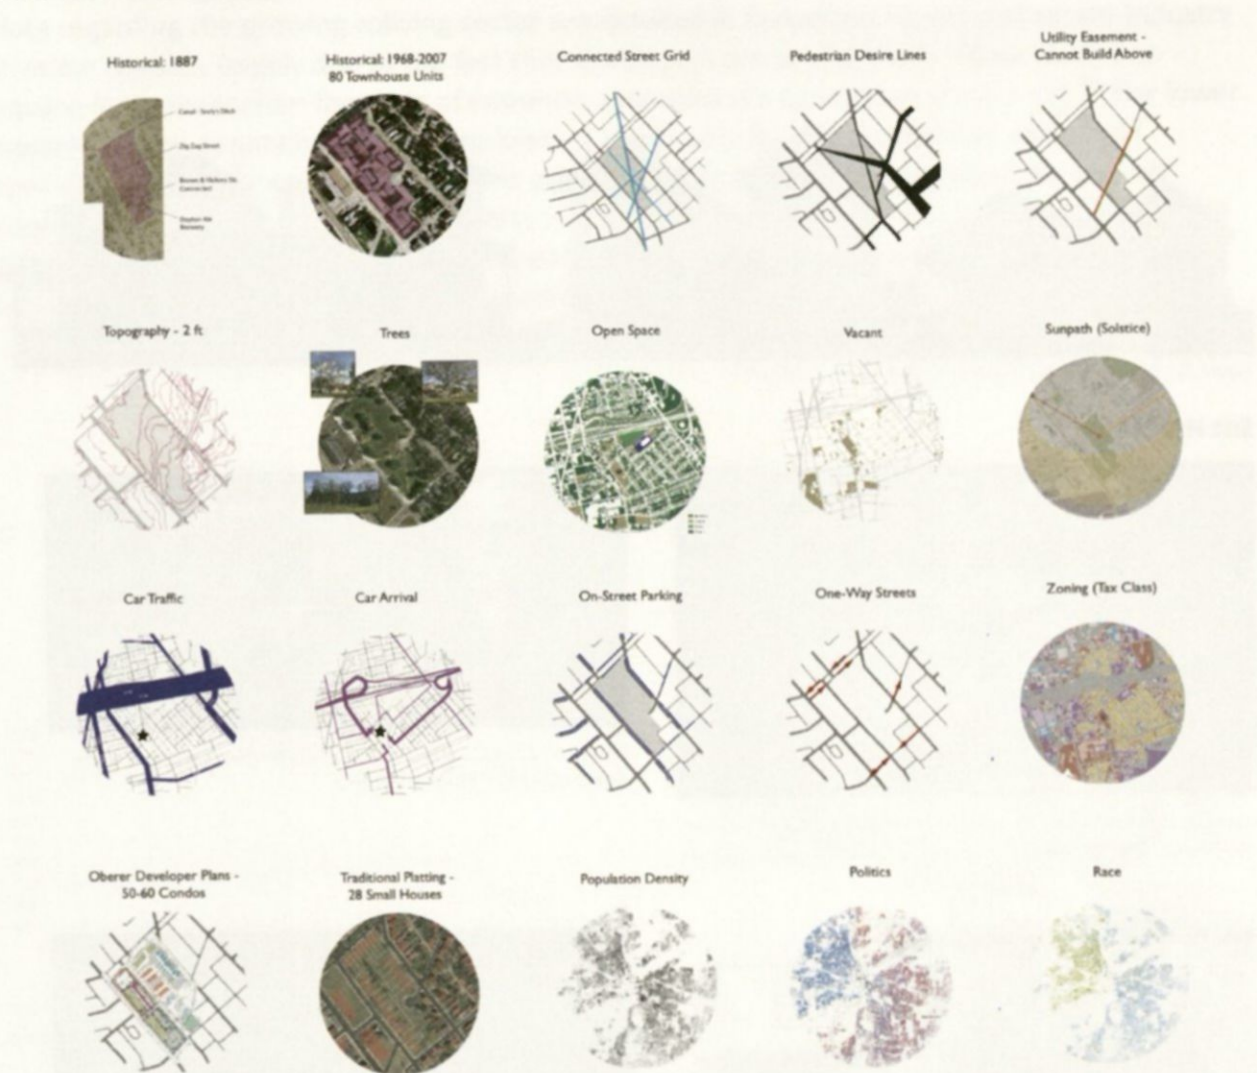 Historical: 1887
Historical: 1968-2007
80 Townhouse Units
Connected Street Grid
Pedestrian Desire Lines
Utility Easement -
Cannot Build Above
Topography - 2 ft
Trees
Open Space
Vacant
Sunpath (Solstice)
Car Traffic
Car Arrival
On-Street Parking
One-Way Streets
Zoning (Tax Class)
Oberer Developer Plans -
50-60 Condos
Traditional Platting -
28 Small Houses
Population Density
Politics
Race